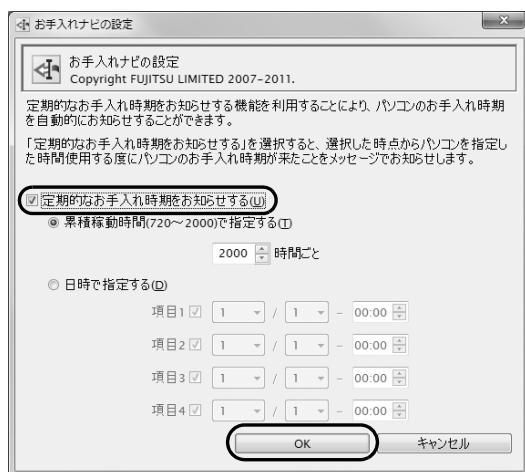 お手入れナビの設定
お手入れナビの設定
Copyright FUJITSU LIMITED 2007-2011.
定期的なお手入れ時期をお知らせする機能を利用することにより、パソコンのお手入れ時期
を自動的にお知らせすることができます。
「定期的なお手入れ時期をお知らせする」を選択すると、選択した時点からパソコンを指定し
た時間使用する度にパソコンのお手入れ時期が来たことをメッセージでお知らせします。
定期的なお手入れ時期をお知らせする(U)
累積稼動時間(720～2000)で指定する(T)
2000 時間ごと
日時で指定する(D)
項目1 1 / 1 - 00:00
項目2 1 / 1 - 00:00
項目3 1 / 1 - 00:00
項目4 1 / 1 - 00:00
OK キャンセル